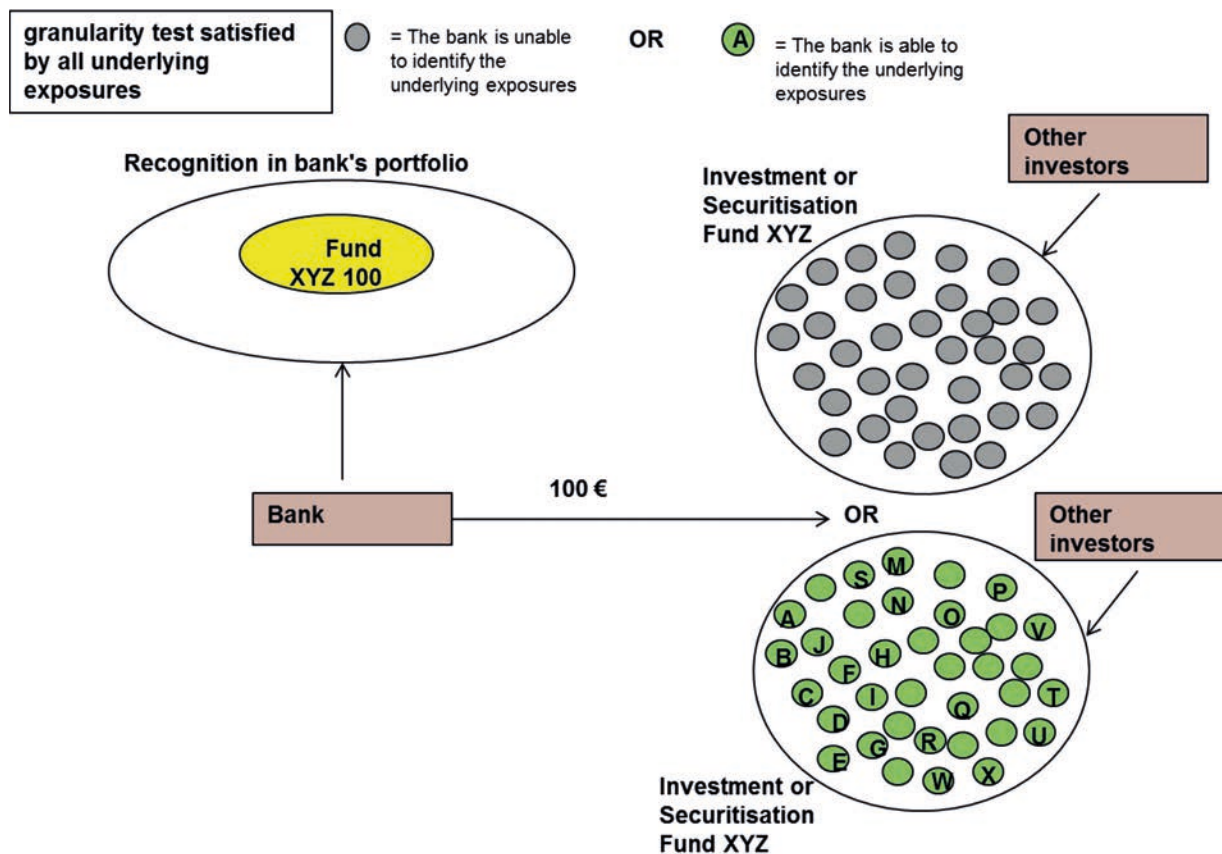 granularity test satisfied
by all underlying
exposures
= The bank is unable
to identify the
underlying exposures
OR
A
= The bank is able to
identify the underlying
exposures
Recognition in bank's portfolio
Fund
XYZ 100
Investment or
Securitisation
Fund XYZ
Other
investors
Bank
100 €
OR
Other
investors
M
S
P
N
A
O
V
J
B
H
F
C
I
T
Q
D
U
R
G
E
X
W
Investment or
Securitisation
Fund XYZ